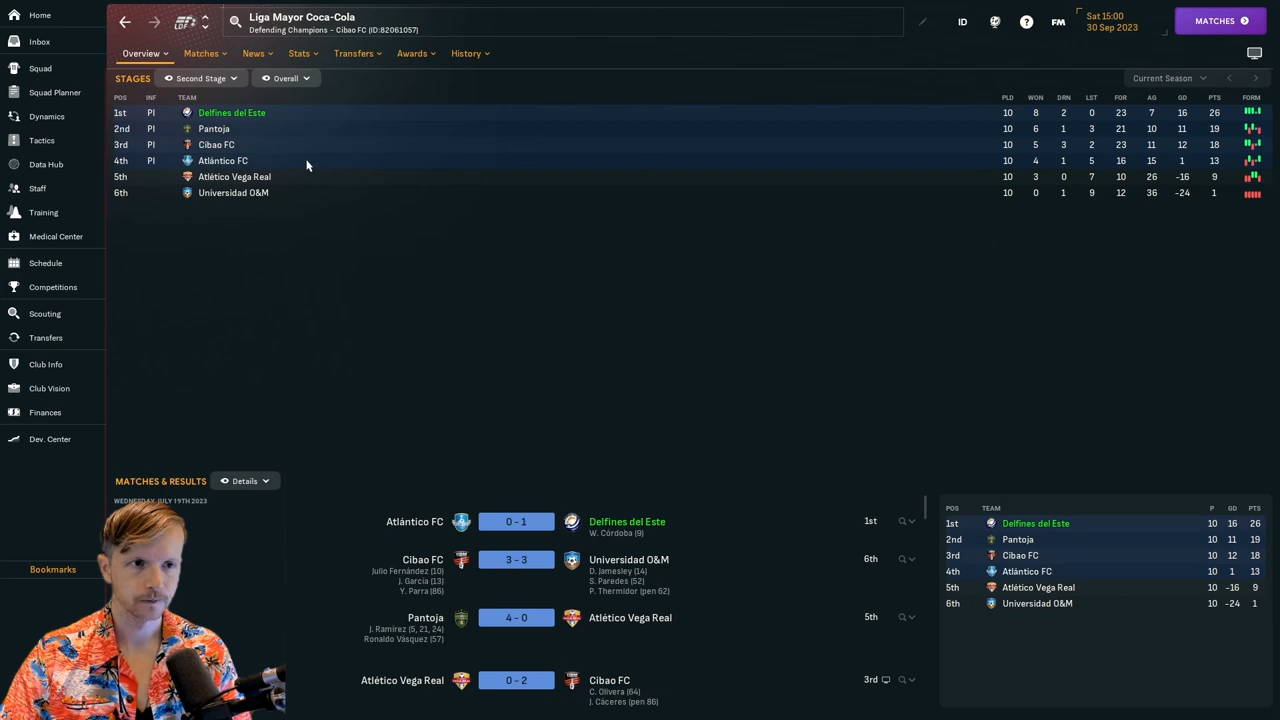 Home
Inbox
Squad
Squad Planner
Dynamics
Tactics
Data Hub
Staff
Training
Medical Center
Schedule
Competitions
Scouting
Transfers
Club Info
Club Vision
Finances
Dev. Center
Bookmarks
LDF
Liga Mayor Coca-Cola
Defending Champions - Cibao FC (ID:82061057)
ID
?
FM
Sat 15:00
30 Sep 2023
MATCHES
Overview Matches News Stats Transfers Awards History
STAGES Second Stage Overall Current Season
POS INF TEAM PLD WON DRN LST FOR AG GD PTS FORM
1st PI Delfines del Este 10 8 2 0 23 7 16 26
2nd PI Pantoja 10 6 1 3 21 10 11 19
3rd PI Cibao FC 10 5 3 2 23 11 12 18
4th PI Atlántico FC 10 4 1 5 16 15 1 13
5th Atlético Vega Real 10 3 0 7 10 26 -16 9
6th Universidad O&M 10 0 1 9 12 36 -24 1
MATCHES & RESULTS Details
WEDNESDAY, JULY 19TH 2023
Atlántico FC 0 - 1 Delfines del Este 1st
W. Córdoba (9)
Cibao FC 3 - 3 Universidad O&M 6th
Julio Fernández (10) D. Jamesley (14)
J. García (13) S. Paredes (52)
Y. Parra (86) P. Thermidor (pen 62)
Pantoja 4 - 0 Atlético Vega Real 5th
J. Ramírez (5, 21, 24)
Ronaldo Vásquez (57)
Atlético Vega Real 0 - 2 Cibao FC 3rd
C. Olivera (64)
J. Cáceres (pen 86)
POS TEAM P GD PTS
1st Delfines del Este 10 16 26
2nd Pantoja 10 11 19
3rd Cibao FC 10 12 18
4th Atlántico FC 10 1 13
5th Atlético Vega Real 10 -16 9
6th Universidad O&M 10 -24 1